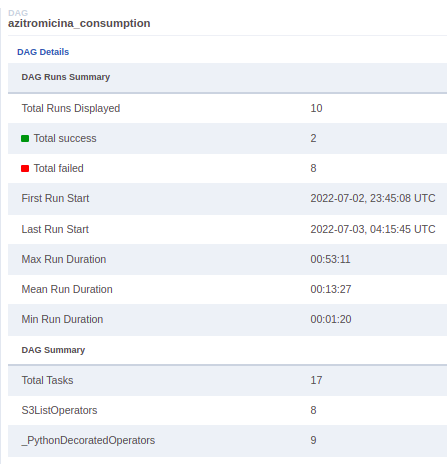 DAG
azitromicina_consumption
DAG Details
DAG Runs Summary
Total Runs Displayed 10
Total success 2
Total failed 8
First Run Start 2022-07-02, 23:45:08 UTC
Last Run Start 2022-07-03, 04:15:45 UTC
Max Run Duration 00:53:11
Mean Run Duration 00:13:27
Min Run Duration 00:01:20
DAG Summary
Total Tasks 17
S3ListOperators 8
_PythonDecoratedOperators 9